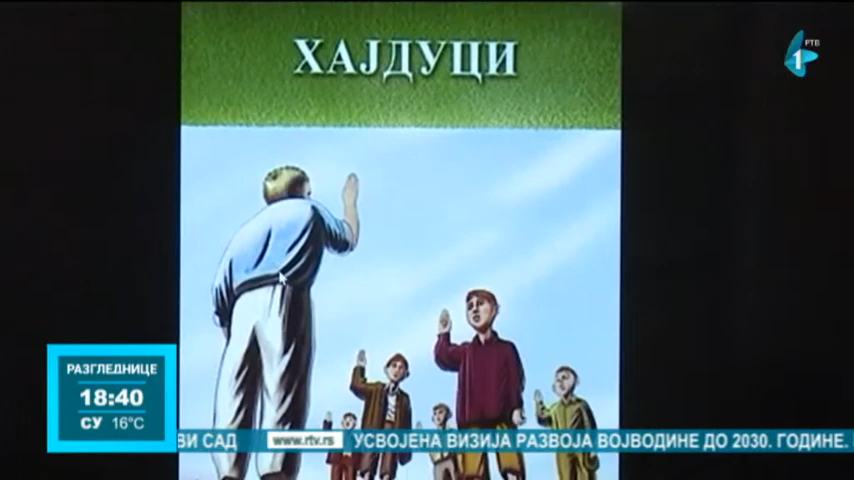 ХАЈДУЦИ
РТВ
1
РАЗГЛЕДНИЦЕ
18:40
СУ 16°C
ВИ САД www.rtv.rs УСВОЈЕНА ВИЗИЈА РАЗВОЈА ВОЈВОДИНЕ ДО 2030. ГОДИНЕ.